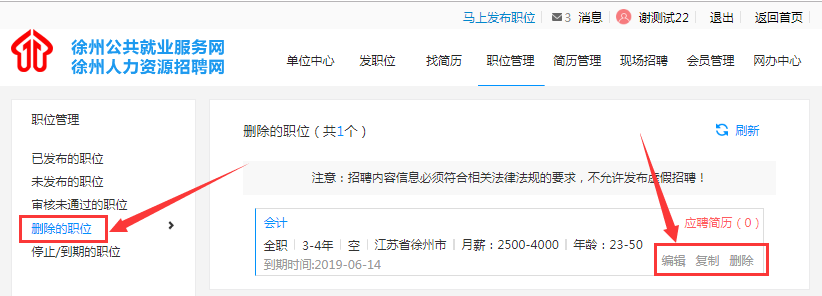 马上发布职位 3 消息 谢测试22 退出 返回首页
徐州公共就业服务网
徐州人力资源招聘网
单位中心 发职位 找简历 职位管理 简历管理 现场招聘 会员管理 网办中心
职位管理
已发布的职位
未发布的职位
审核未通过的职位
删除的职位
停止/到期的职位
删除的职位（共1个） 刷新
注意：招聘内容信息必须符合相关法律法规的要求，不允许发布虚假招聘！
会计 应聘简历（0）
全职 3-4年 空 江苏省徐州市 月薪：2500-4000 年龄：23-50
到期时间:2019-06-14 编辑 复制 删除